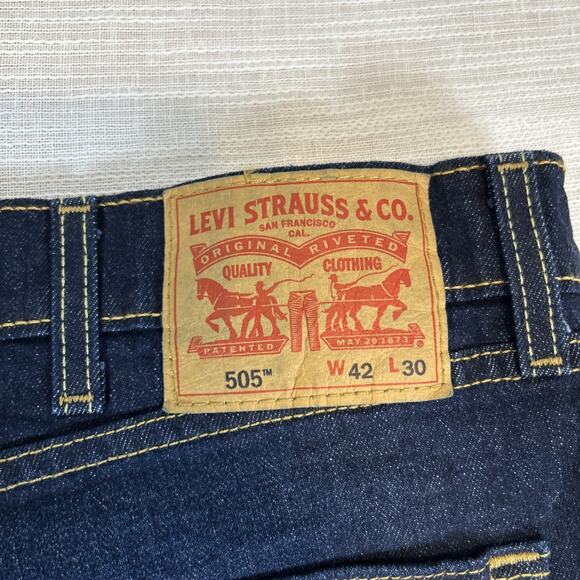 LEVI STRAUSS & CO.
SAN FRANCISCO
CAL.
ORIGINAL RIVETED
QUALITY CLOTHING
PATENTED MAY 20 1873 ®
505™ W 42 L 30